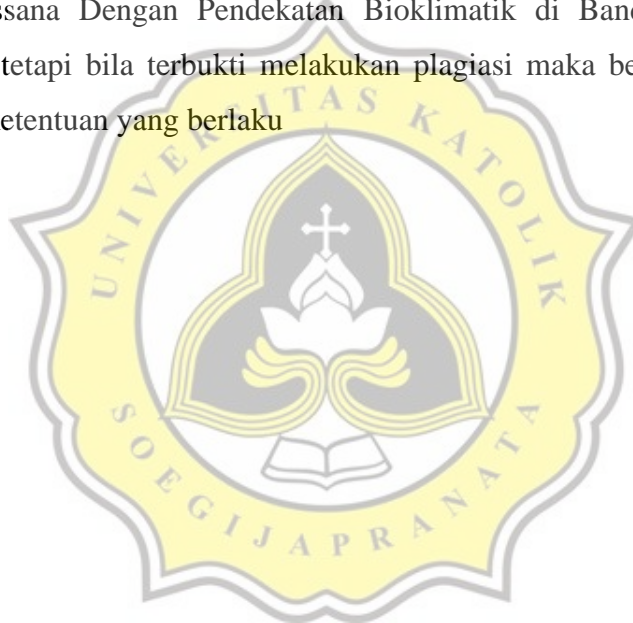 ssana Dengan Pendekatan Bioklimatik di Band
tetapi bila terbukti melakukan plagiasi maka be
etentuan yang berlaku
UNIVERSITAS KATOLIK
SOEGIJAPRANATA